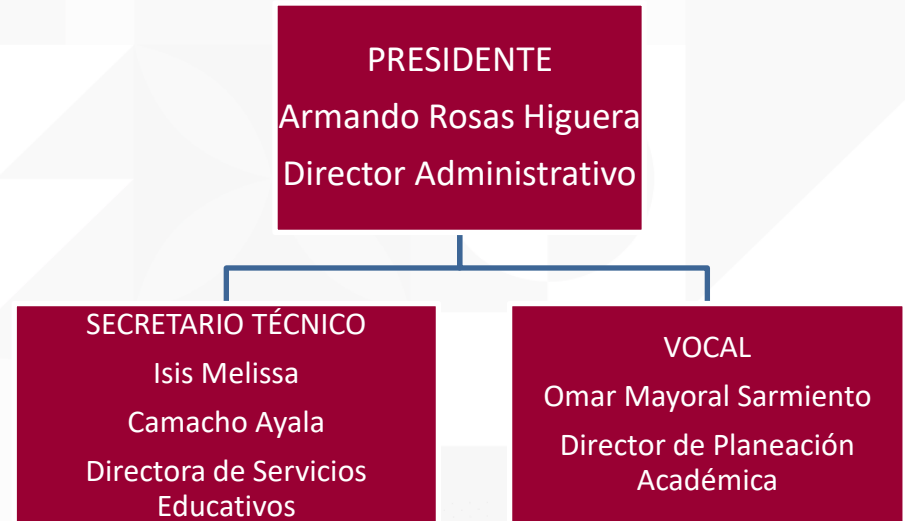 PRESIDENTE
Armando Rosas Higuera
Director Administrativo
SECRETARIO TÉCNICO
Isis Melissa
Camacho Ayala
Directora de Servicios
Educativos
VOCAL
Omar Mayoral Sarmiento
Director de Planeación
Académica